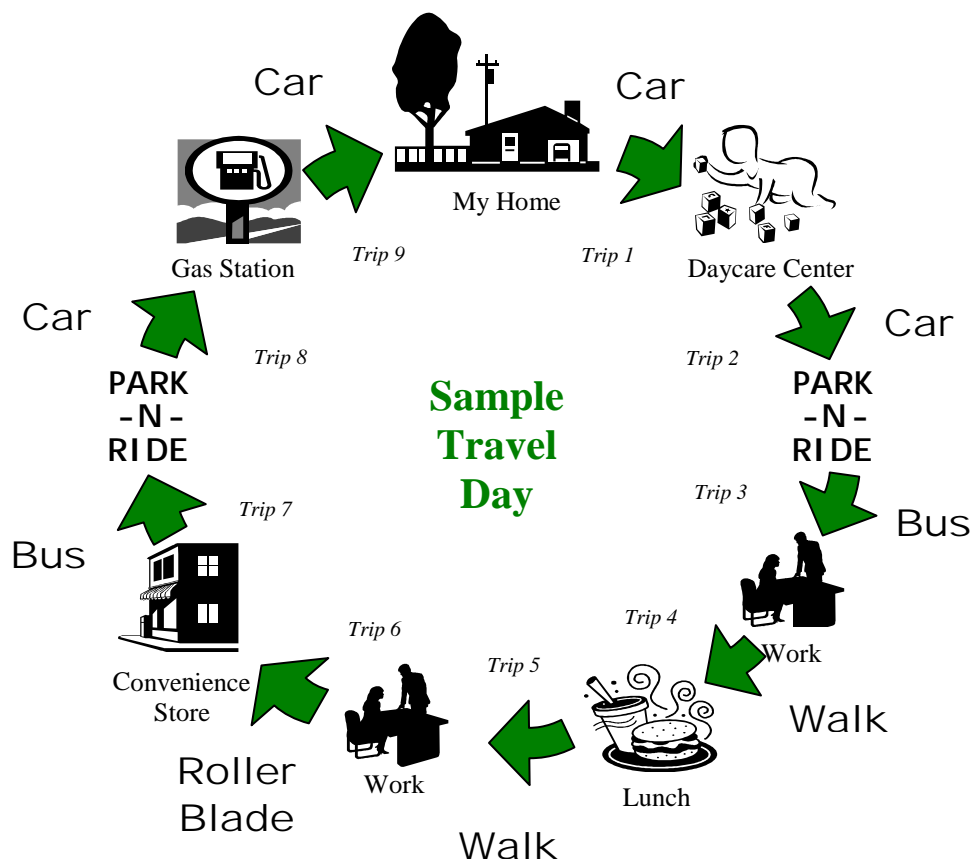 Car
Car
My Home
Trip 9
Trip 1
Gas Station
Daycare Center
Car
Car
Trip 8
Trip 2
PARK
-N-
RIDE
Sample
Travel
Day
PARK
-N-
RIDE
Trip 7
Trip 3
Bus
Bus
Trip 6
Trip 4
Work
Trip 5
Convenience
Store
Walk
Roller
Blade
Work
Lunch
Walk